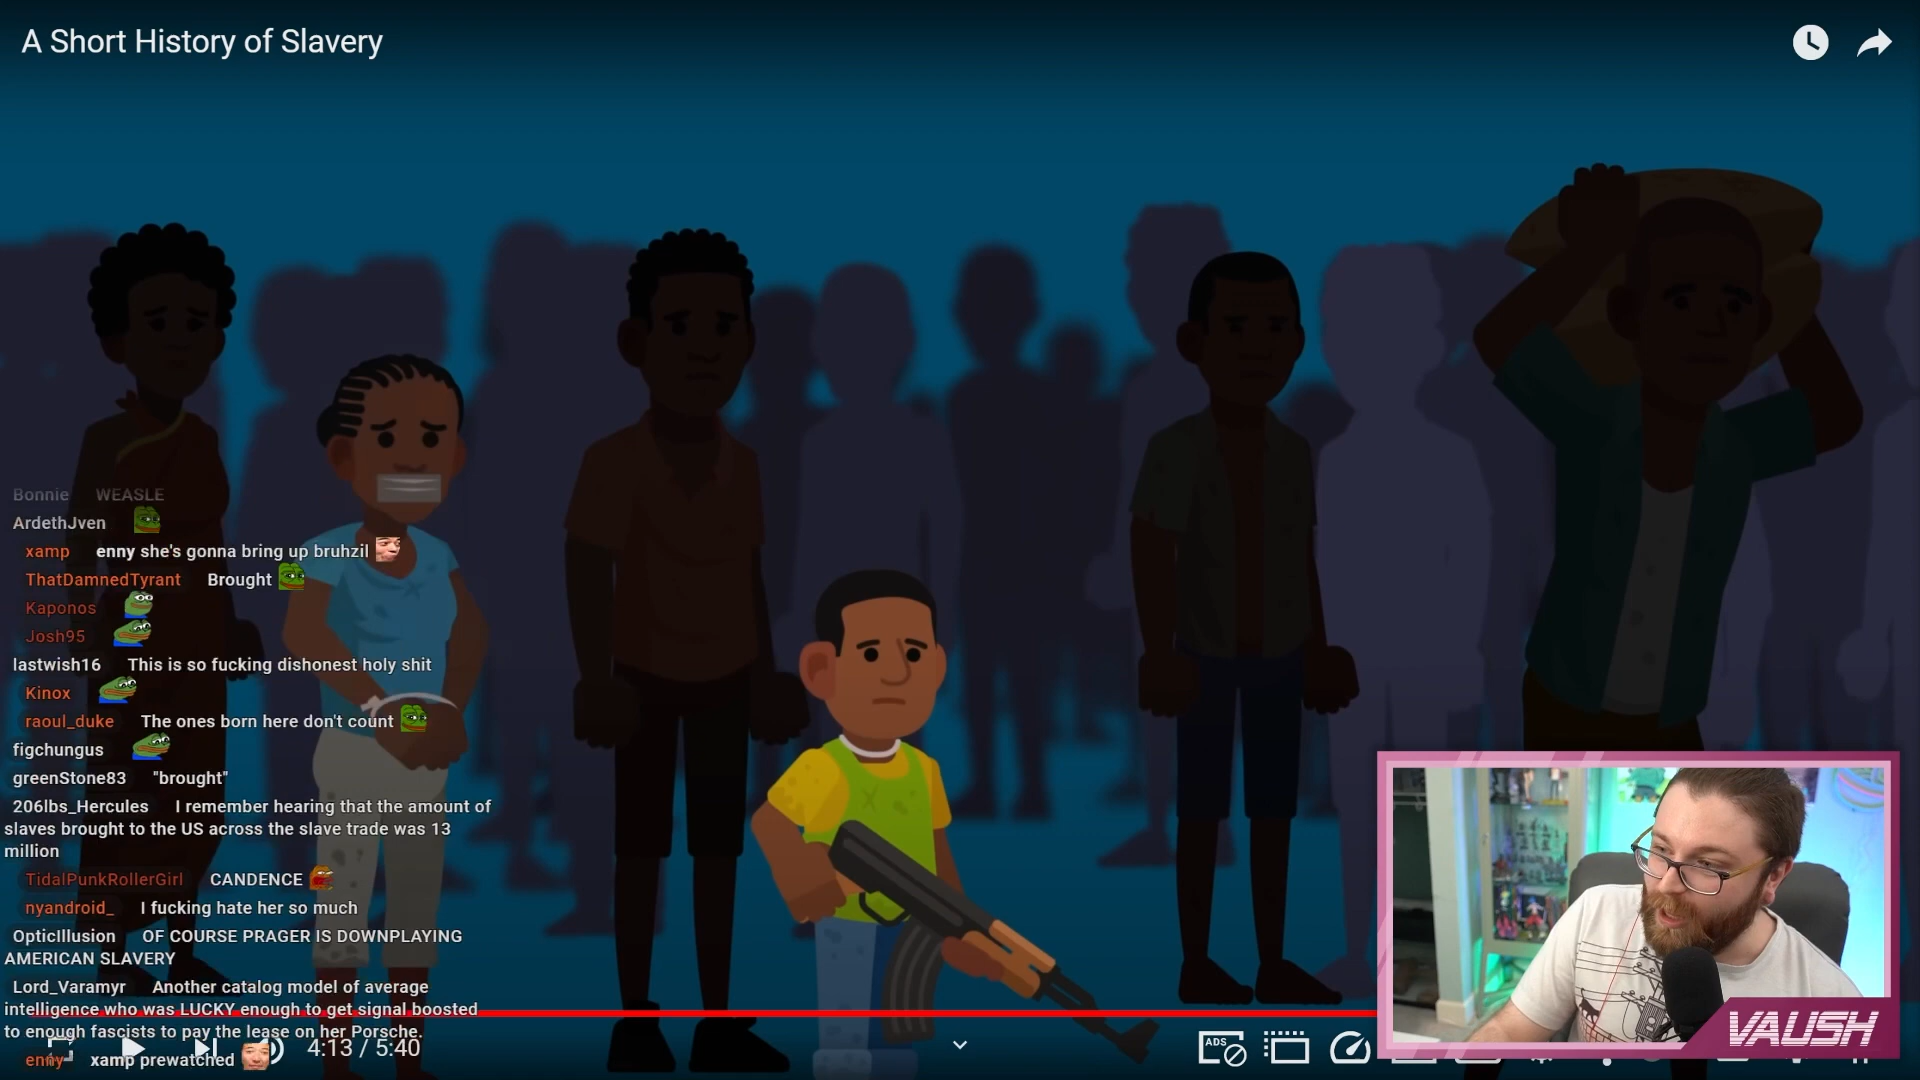 A Short History of Slavery
Bonnie WEASLE
ArdethJven
xamp enny she's gonna bring up bruhzil
ThatDamnedTyrant Brought
Kaponos
Josh95
lastwish16 This is so fucking dishonest holy shit
Kinox
raoul_duke The ones born here don't count
figchungus
greenStone83 "brought"
206lbs_Hercules I remember hearing that the amount of
slaves brought to the US across the slave trade was 13
million
TidalPunkRollerGirl CANDENCE
nyandroid_ I fucking hate her so much
OpticIllusion OF COURSE PRAGER IS DOWNPLAYING
AMERICAN SLAVERY
Lord_Varamyr Another catalog model of average
intelligence who was LUCKY enough to get signal boosted
to enough fascists to pay the lease on her Porsche.
enny xamp prewatched
4:13 / 5:40
ADS
VAUSH